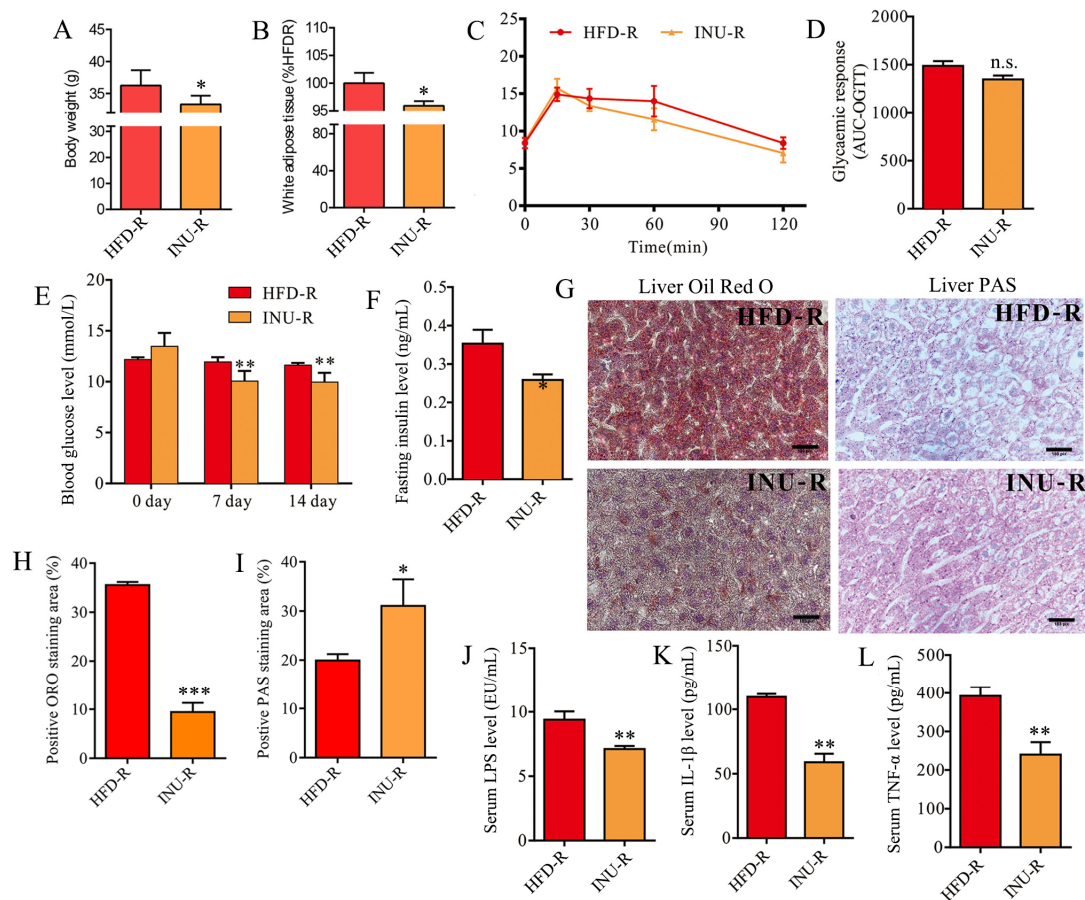 A
Body weight (g)
40
35
30
20
10
0
*
HFD-R
INU-R
B
White adipose tissue (%HFDR)
105
100
95
80
40
0
*
HFD-R
INU-R
C
HFD-R
INU-R
25
20
15
10
5
0
30
60
90
120
Time(min)
D
Glycaemic response
(AUC-OGTT)
2000
1500
1000
500
0
n.s.
HFD-R
INU-R
E
Blood glucose level (mmol/L)
20
15
10
5
0
HFD-R
INU-R
**
**
0 day
7 day
14 day
F
Fasting insulin level (ng/mL)
0.4
0.3
0.2
0.1
0.0
*
HFD-R
INU-R
G
Liver Oil Red O
Liver PAS
HFD-R
HFD-R
INU-R
INU-R
H
Positive ORO staining area (%)
40
30
20
10
0
***
HFD-R
INU-R
I
Postive PAS staining area (%)
40
30
20
10
0
*
HFD-R
INU-R
J
Serum LPS level (EU/mL)
15
10
5
0
**
HFD-R
INU-R
K
Serum IL-1β level (pg/mL)
150
100
50
0
**
HFD-R
INU-R
L
Serum TNF-α level (pg/mL)
500
400
300
200
100
0
**
HFD-R
INU-R